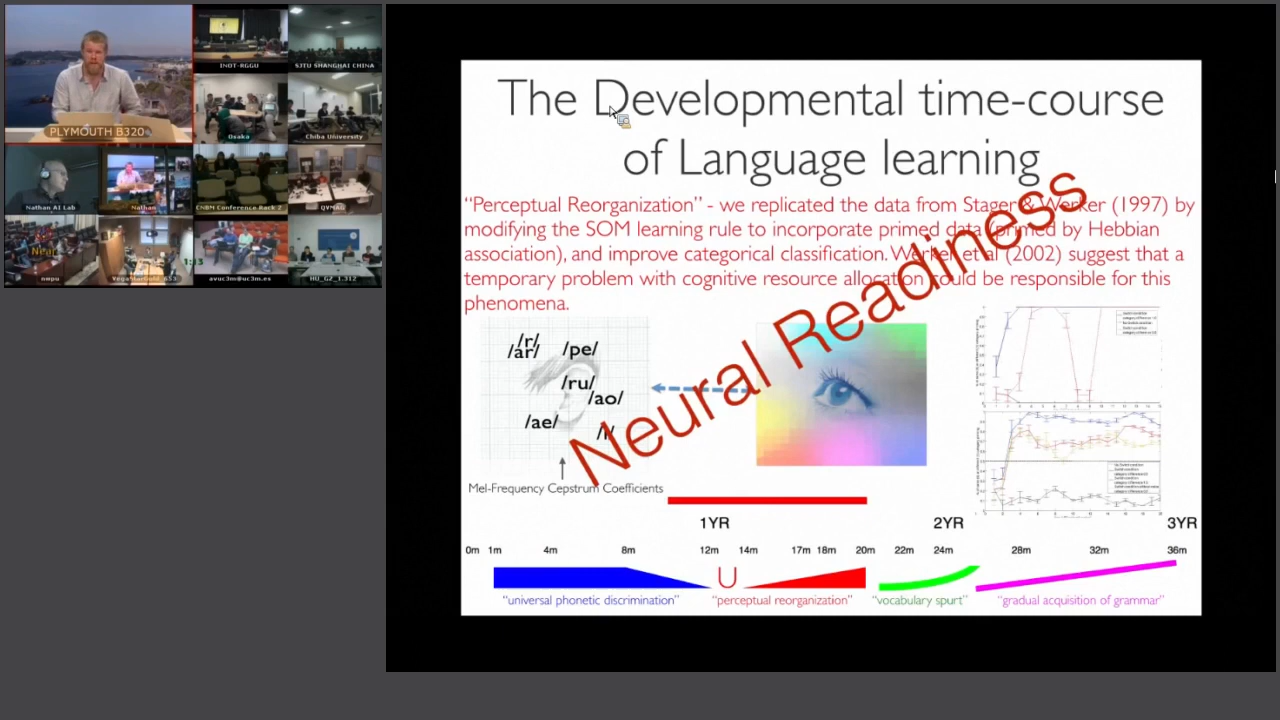 INOT-RGGU
SJTU SHANGHAI CHINA
PLYMOUTH B320
Osaka
Chiba University
Nathan AI Lab
Nathan
CNBM Conference Rack 2
QVMAG
Near
1:13
nmpu
avuc3m@uc3m.es
HU_G2_1.312
The Developmental time-course
of Language learning
“Perceptual Reorganization” - we replicated the data from Stager & Werker (1997) by
modifying the SOM learning rule to incorporate primed data (primed by Hebbian
association), and improve categorical classification. Werker et al (2002) suggest that a
temporary problem with cognitive resource allocation could be responsible for this
phenomena.
Neural Readiness
/r/
/ar/
/pe/
/ru/
/ao/
/ae/
Mel-Frequency Cepstrum Coefficients
1YR 2YR 3YR
0m 1m 4m 8m 12m 14m 17m 18m 20m 22m 24m 28m 32m 36m
U
“universal phonetic discrimination” “perceptual reorganization” “vocabulary spurt” “gradual acquisition of grammar”